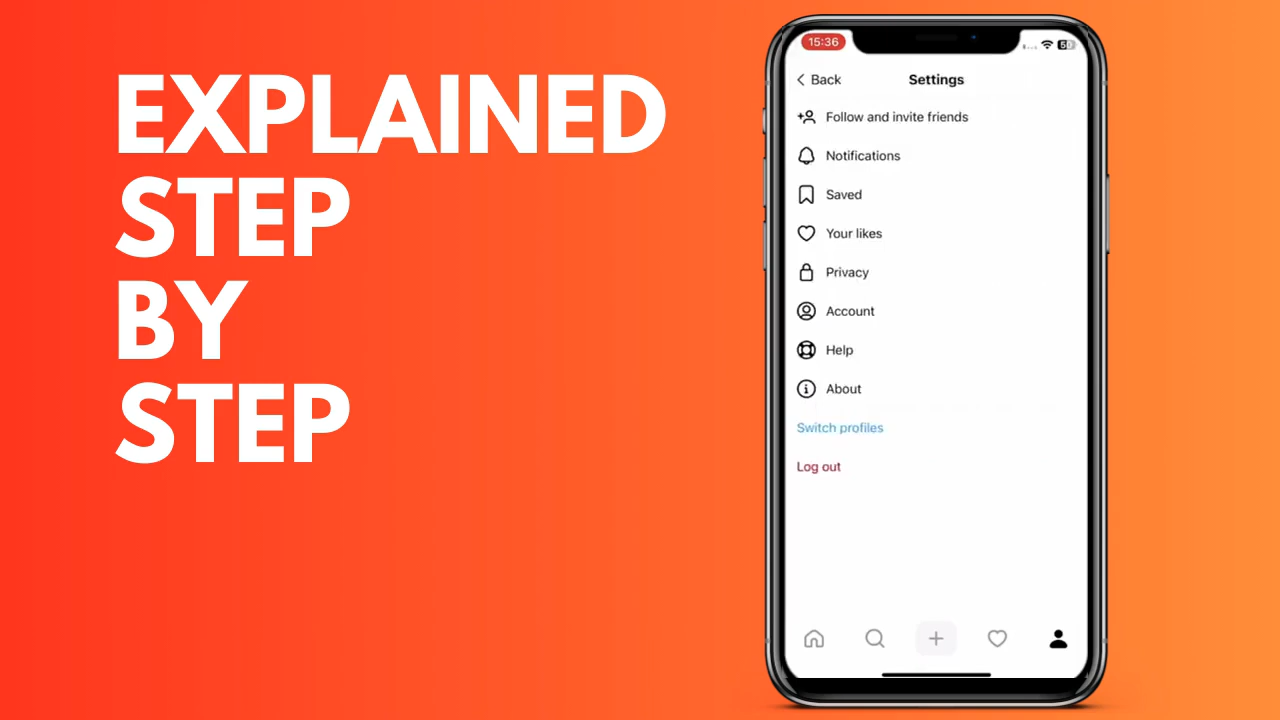 EXPLAINED
STEP
BY
STEP
15:36
Back
Settings
Follow and invite friends
Notifications
Saved
Your likes
Privacy
Account
Help
About
Switch profiles
Log out